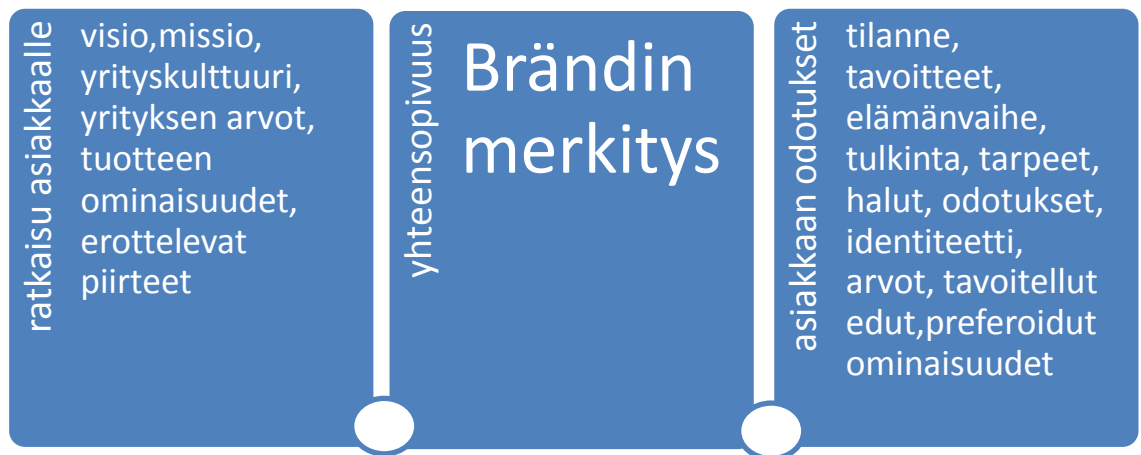 ratkaisu asiakkaalle
visio,missio,
yrityskulttuuri,
yrityksen arvot,
tuotteen
ominaisuudet,
erottelevat
piirteet
yhteensopivuus
Brändin
merkitys
asiakkaan odotukset
tilanne,
tavoitteet,
elämänvaihe,
tulkinta, tarpeet,
halut, odotukset,
identiteetti,
arvot, tavoitellut
edut,preferoidut
ominaisuudet